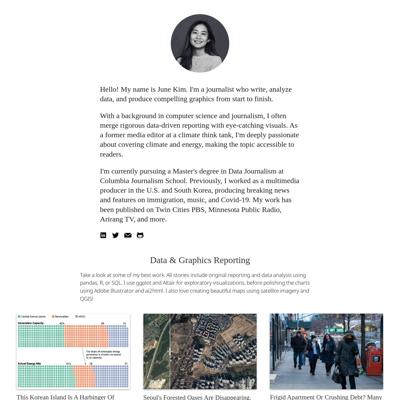 Hello! My name is June Kim. I'm a journalist who write, analyze
data, and produce compelling graphics from start to finish.
With a background in computer science and journalism, I often
merge rigorous data-driven reporting with eye-catching visuals. As
a former media editor at a climate think tank, I'm deeply passionate
about covering climate and energy, making the topic accessible to
readers.
I'm currently pursuing a Master's degree in Data Journalism at
Columbia Journalism School. Previously, I worked as a multimedia
producer in the U.S. and South Korea, producing breaking news
and features on immigration, music, and Covid-19. My work has
been published on Twin Cities PBS, Minnesota Public Radio,
Arirang TV, and more.
Data & Graphics Reporting
Take a look at some of my best work. All stories include original reporting and data analysis using
pandas, R, or SQL. I use ggplot and Altair for exploratory visualizations, before polishing the charts
using Adobe Illustrator and ai2html. I also love creating beautiful maps using satellite imagery and
QGIS!
Generation Capacity
Actual Energy Mix
This Korean Island Is A Harbinger Of
Seoul's Forested Oases Are Disappearing.
Frigid Apartment Or Crushing Debt? Many